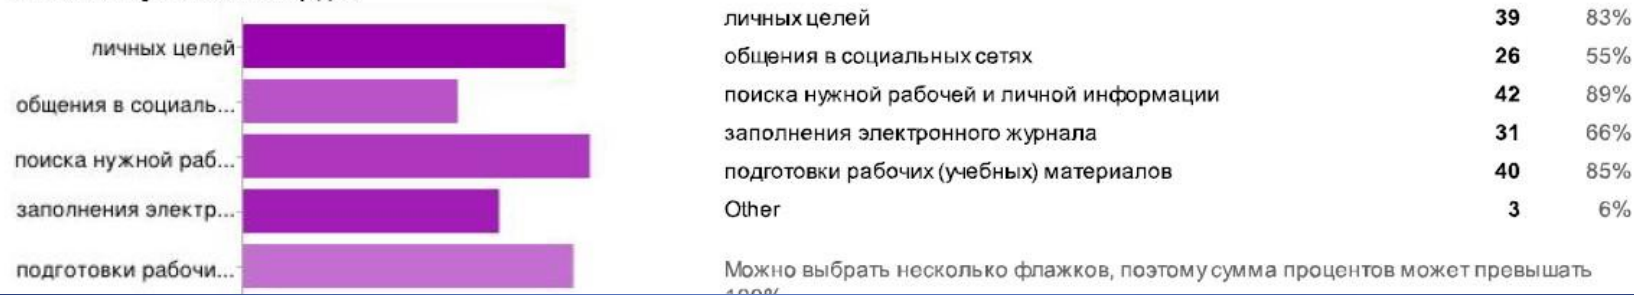 личных целей
общения в социаль...
поиска нужной раб...
заполнения электр...
подготовки рабочи...
личных целей 39 83%
общения в социальных сетях 26 55%
поиска нужной рабочей и личной информации 42 89%
заполнения электронного журнала 31 66%
подготовки рабочих (учебных) материалов 40 85%
Other 3 6%
Можно выбрать несколько флажков, поэтому сумма процентов может превышать